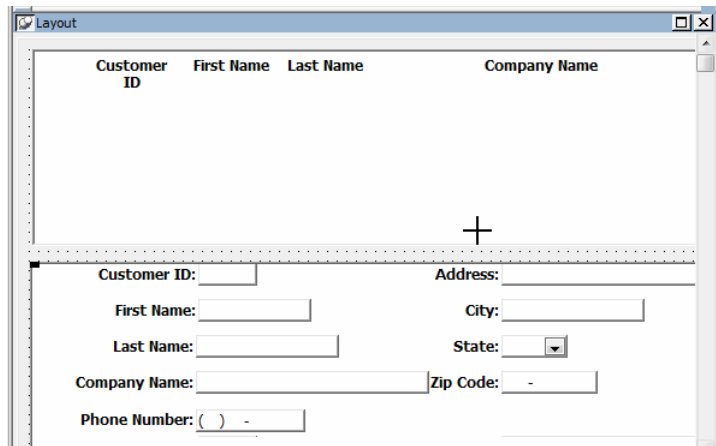 Layout
Customer ID First Name Last Name Company Name
Customer ID: Address:
First Name: City:
Last Name: State:
Company Name: Zip Code: -
Phone Number: ( ) -